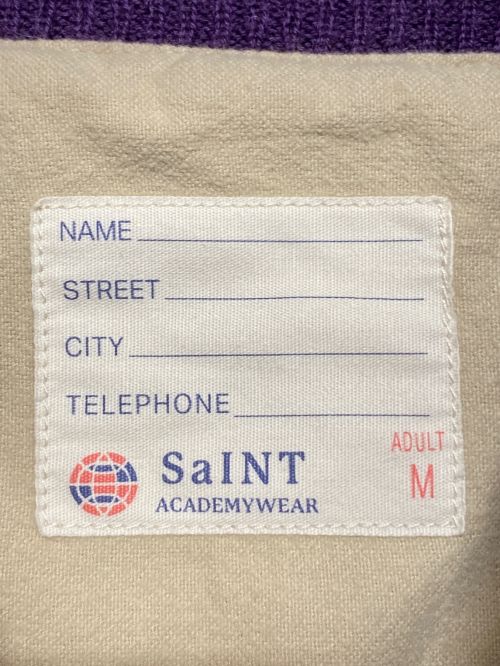 NAME
STREET
CITY
TELEPHONE
ADULT
M
SaINT
ACADEMYWEAR